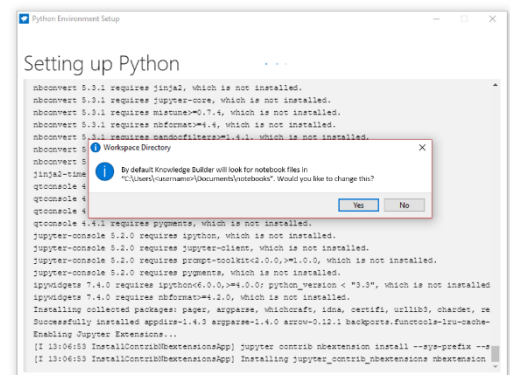 Python Environment Setup
Setting up Python
nbconvert 5.3.1 requires jinja2, which is not installed.
nbconvert 5.3.1 requires jupyter-core, which is not installed.
nbconvert 5.3.1 requires mistune>=0.7.4, which is not installed.
nbconvert 5.3.1 requires nbformat>=4.4, which is not installed.
nbconvert 5.3.1 requires pandocfilters>=1.4.1, which is not installed.
nbconvert 5
nbconvert 5
jinja2-time
qtconsole 4
qtconsole 4
qtconsole 4
Workspace Directory
By default Knowledge Builder will look for notebook files in
"C:\Users\<username>\Documents\notebooks". Would you like to change this?
Yes
No
qtconsole 4.4.1 requires pygments, which is not installed.
jupyter-console 5.2.0 requires ipython, which is not installed.
jupyter-console 5.2.0 requires jupyter-client, which is not installed.
jupyter-console 5.2.0 requires prompt-toolkit<2.0.0,>=1.0.0, which is not installed.
jupyter-console 5.2.0 requires pygments, which is not installed.
ipywidgets 7.4.0 requires ipython<6.0.0,>=4.0.0; python_version < "3.3", which is not installed
ipywidgets 7.4.0 requires nbformat>=4.2.0, which is not installed.
Installing collected packages: pager, argparse, whichcraft, idna, certifi, urllib3, chardet, re
Successfully installed appdirs-1.4.3 argparse-1.4.0 arrow-0.12.1 backports.functools-lru-cache-
Enabling Jupyter Extensions...
[I 13:06:53 InstallContribNbextensionsApp] jupyter contrib nbextension install --sys-prefix --s
[I 13:06:53 InstallContribNbextensionsApp] Installing jupyter_contrib_nbextensions nbextension